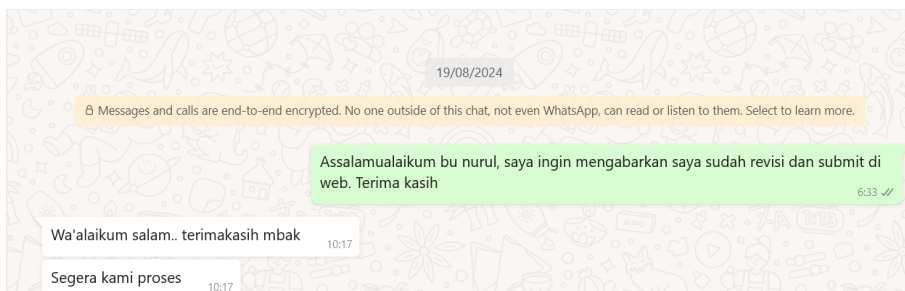 19/08/2024
Messages and calls are end-to-end encrypted. No one outside of this chat, not even WhatsApp, can read or listen to them. Select to learn more.
Assalamualaikum bu nurul, saya ingin mengabarkan saya sudah revisi dan submit di
web. Terima kasih
6:33
Wa'alaikum salam.. terimakasih mbak
10:17
Segera kami proses
10:17